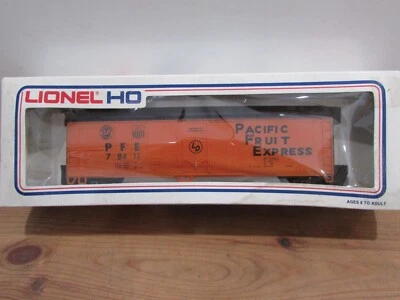 LIONEL HO
PFE
PACIFIC
FRUIT
EXPRESS
AGES 8 TO ADULT